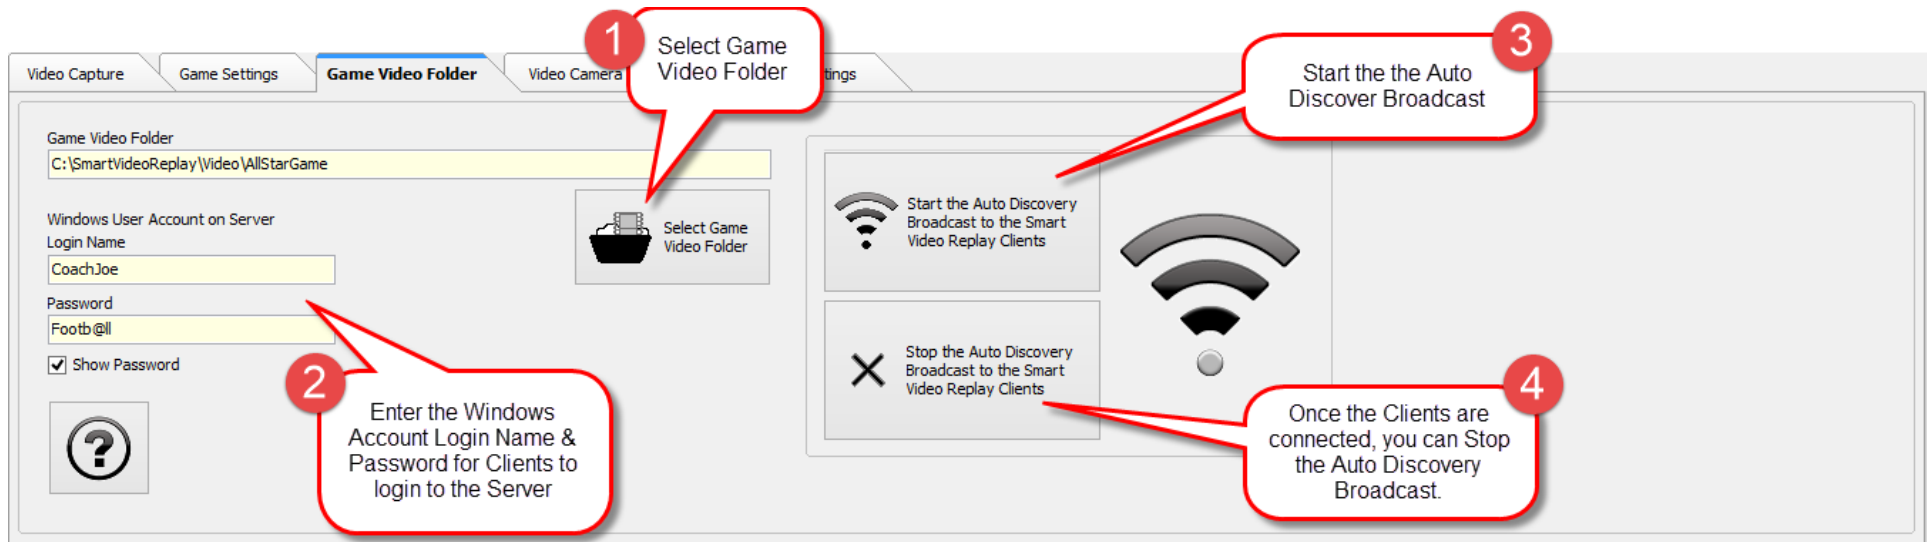 1
Select Game
Video Folder
3
Start the the Auto
Discover Broadcast
Video Capture
Game Settings
Game Video Folder
Video Camera
tings
Game Video Folder
C:\SmartVideoReplay\Video\AllStarGame
Select Game
Video Folder
Windows User Account on Server
Login Name
CoachJoe
Password
Footb@ll
Show Password
2
Enter the Windows
Account Login Name &
Password for Clients to
login to the Server
Start the Auto Discovery
Broadcast to the Smart
Video Replay Clients
Stop the Auto Discovery
Broadcast to the Smart
Video Replay Clients
4
Once the Clients are
connected, you can Stop
the Auto Discovery
Broadcast.
?